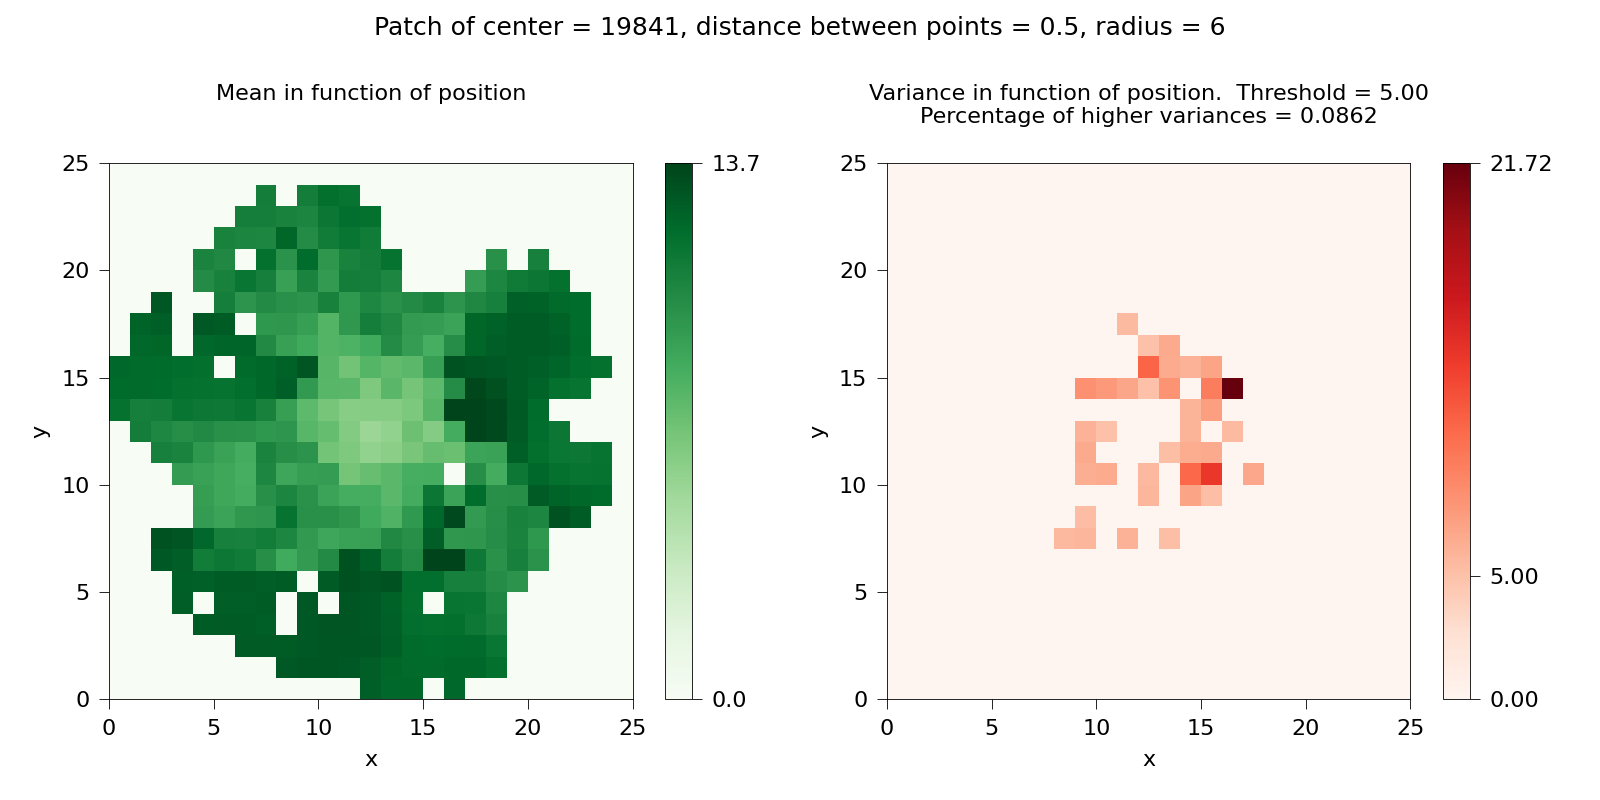 Patch of center = 19841, distance between points = 0.5, radius = 6
Mean in function of position
25
20
15
10
5
0
y
0 5 10 15 20 25
x
13.7
0.0
Variance in function of position.  Threshold = 5.00
Percentage of higher variances = 0.0862
25
20
15
10
5
0
y
0 5 10 15 20 25
x
21.72
5.00
0.00